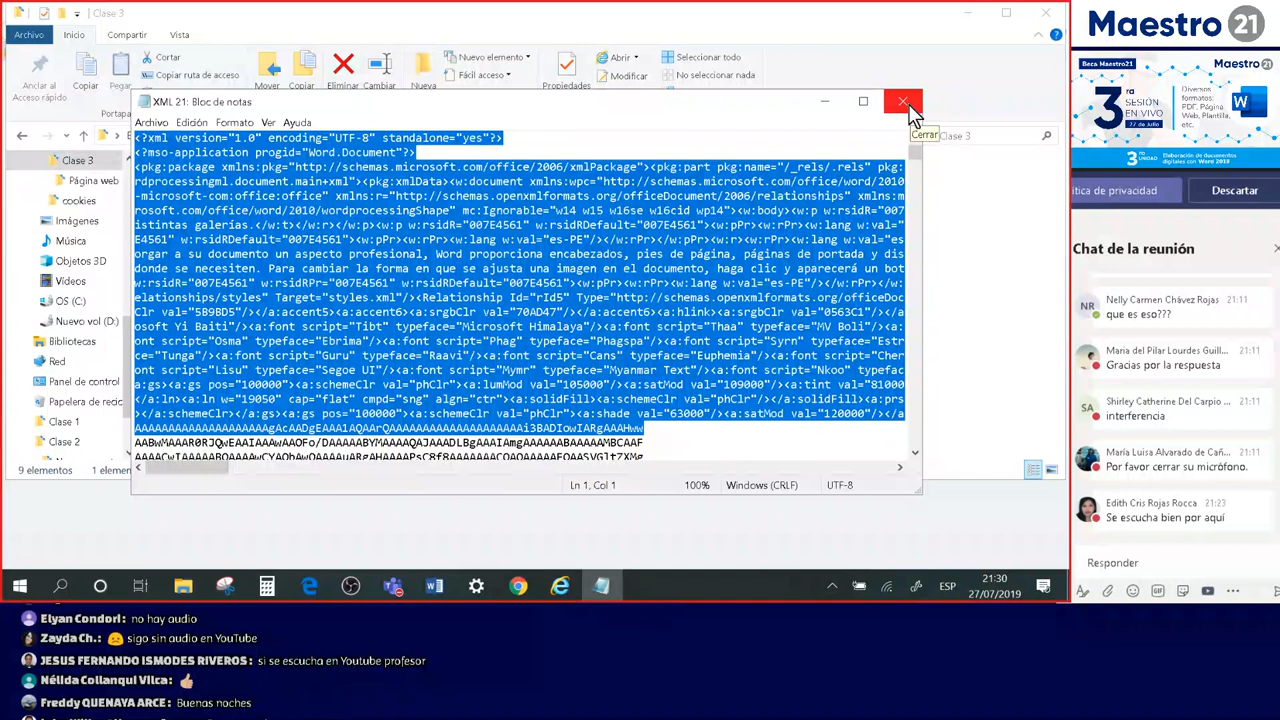 Clase 3
Archivo
Inicio
Compartir
Vista
Anclar al
Acceso rápido
Copiar
Pegar
Cortar
Copiar ruta de acceso
Mover
Copiar
Eliminar
Cambiar
Nueva
Nuevo elemento
Fácil acceso
Propiedades
Abrir
Modificar
Seleccionar todo
No seleccionar nada
Portapa
XML 21: Bloc de notas
Archivo Edición Formato Ver Ayuda
Cerrar
Clase 3
<?xml version="1.0" encoding="UTF-8" standalone="yes"?>
<?mso-application progid="Word.Document"?>
<pkg:package xmlns:pkg="http://schemas.microsoft.com/office/2006/xmlPackage"><pkg:part pkg:name="/_rels/.rels" pkg:
rdprocessingml.document.main+xml"><pkg:xmlData><w:document xmlns:wpc="http://schemas.microsoft.com/office/word/2010
-microsoft-com:office:office" xmlns:r="http://schemas.openxmlformats.org/officeDocument/2006/relationships" xmlns:m
rosoft.com/office/word/2010/wordprocessingShape" mc:Ignorable="w14 w15 w16se w16cid wp14"><w:body><w:p w:rsidR="007
istintas galerías.</w:t></w:r></w:p><w:p w:rsidR="007E4561" w:rsidRDefault="007E4561"><w:pPr><w:rPr><w:lang w:val="
E4561" w:rsidRDefault="007E4561"><w:pPr><w:rPr><w:lang w:val="es-PE"/></w:rPr></w:pPr><w:r><w:rPr><w:lang w:val="es
orgar a su documento un aspecto profesional, Word proporciona encabezados, pies de página, páginas de portada y dis
donde se necesiten. Para cambiar la forma en que se ajusta una imagen en el documento, haga clic y aparecerá un bot
w:rsidR="007E4561" w:rsidRPr="007E4561" w:rsidRDefault="007E4561"><w:pPr><w:rPr><w:lang w:val="es-PE"/></w:rPr></w:
elationships/styles" Target="styles.xml"/><Relationship Id="rId5" Type="http://schemas.openxmlformats.org/officeDoc
Clr val="5B9BD5"/></a:accent5><a:accent6><a:srgbClr val="70AD47"/></a:accent6><a:hlink><a:srgbClr val="0563C1"/></a
osoft Yi Baiti"/><a:font script="Tibt" typeface="Microsoft Himalaya"/><a:font script="Thaa" typeface="MV Boli"/><a:
script="Osma" typeface="Ebrima"/><a:font script="Phag" typeface="Phagspa"/><a:font script="Syrn" typeface="Estr
ce="Tunga"/><a:font script="Guru" typeface="Raavi"/><a:font script="Cans" typeface="Euphemia"/><a:font script="Cher
ont script="Lisu" typeface="Segoe UI"/><a:font script="Mymr" typeface="Myanmar Text"/><a:font script="Nkoo" typefac
a:gs><a:gs pos="100000"><a:schemeClr val="phClr"><a:lumMod val="105000"/><a:satMod val="109000"/><a:tint val="81000
</a:ln><a:ln w="19050" cap="flat" cmpd="sng" algn="ctr"><a:solidFill><a:schemeClr val="phClr"/></a:solidFill><a:prs
></a:schemeClr></a:gs><a:gs pos="100000"><a:schemeClr val="phClr"><a:shade val="63000"/><a:satMod val="120000"/></a
Ln 1, Col 1
100%
Windows (CRLF)
UTF-8
Clase 3
Página web
cookies
Imágenes
Música
Objetos 3D
Vídeos
OS (C:)
Nuevo vol (D:)
Bibliotecas
Red
Panel de control
Papelera de recic
Clase 1
Clase 2
9 elementos
1 element
ESP
21:30
27/07/2019
Maestro 21
Beca Maestro21
Maestro 21
3ra
SESIÓN
EN VIVO
27 de Julio
Diversos
formatos:
PDF, Página
Web, Plantilla,
etc.
3ra UNIDAD
Elaboración de documentos
digitales con Word 2019
ítica de privacidad
Descartar
Chat de la reunión
NR
Nelly Carmen Chávez Rojas 21:11
que es eso???
Maria del Pilar Lourdes Guill... 21:11
Gracias por la respuesta
SA
Shirley Catherine Del Carpio ... 21:11
interferencia
María Luisa Alvarado de Cañ... 21:11
Por favor cerrar su micrófono.
Edith Cris Rojas Rocca 21:23
Se escucha bien por aquí
Responder
Elyan Condori: no hay audio
Zayda Ch.: 😞 sigo sin audio en YouTube
JESUS FERNANDO ISMODES RIVEROS: si se escucha en Youtube profesor
Nélida Collanqui Vilca: 👍
Freddy QUENAYA ARCE: Buenas noches